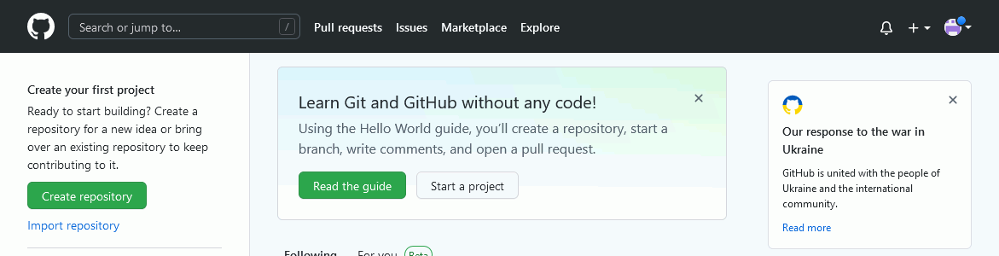 Search or jump to... /
Pull requests
Issues
Marketplace
Explore
Create your first project
Ready to start building? Create a
repository for a new idea or bring
over an existing repository to keep
contributing to it.
Create repository
Import repository
Learn Git and GitHub without any code!
Using the Hello World guide, you’ll create a repository, start a
branch, write comments, and open a pull request.
Read the guide
Start a project
Following
For you
Beta
Our response to the war in
Ukraine
GitHub is united with the people of
Ukraine and the international
community.
Read more